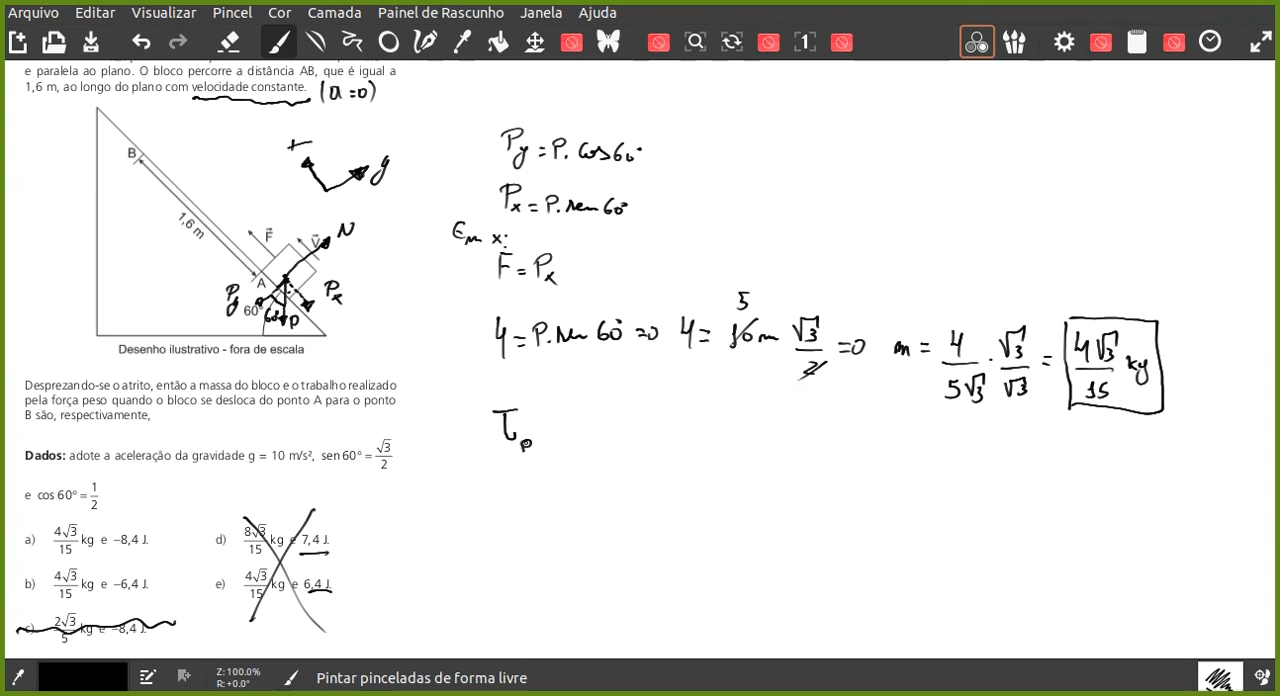 Arquivo Editar Visualizar Pincel Cor Camada Painel de Rascunho Janela Ajuda
e paralela ao plano. O bloco percorre a distância AB, que é igual a
1,6 m, ao longo do plano com velocidade constante. (a=0)
B
1,6 m
A
60°
F
V
x
y
N
Py
Px
P
60°
Desenho ilustrativo - fora de escala
Desprezando-se o atrito, então a massa do bloco e o trabalho realizado
pela força peso quando o bloco se desloca do ponto A para o ponto
B são, respectivamente,
Dados: adote a aceleração da gravidade g = 10 m/s², sen 60° = √3/2
e cos 60° = 1/2
a) 4√3/15 kg e −8,4 J.
b) 4√3/15 kg e −6,4 J.
c) 2√3/5 kg e −8,4 J.
d) 8√3/15 kg e 7,4 J.
e) 4√3/15 kg e 6,4 J.
Py = P. cos 60°
Px = P. sen 60°
Em x:
F = Px
4 = P. sen 60° => 4 = 10 5 m √3/2 => m = 4/5√3 . √3/√3 = 4√3/15 kg
τp
Z: 100.0%
R: +0.0°
Pintar pinceladas de forma livre